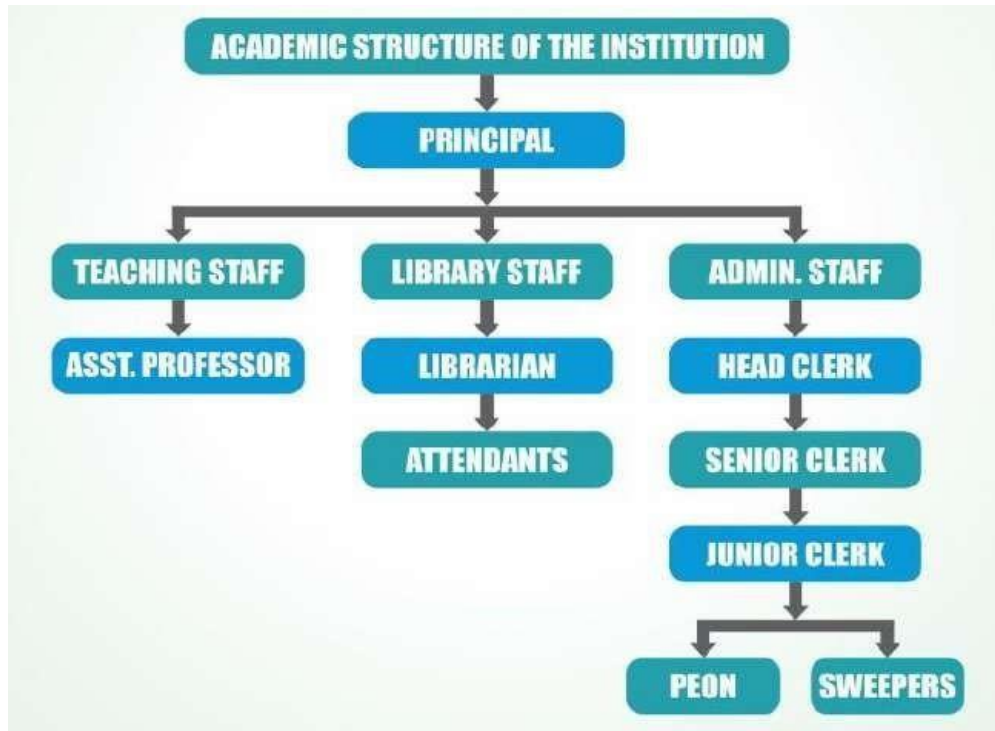 ACADEMIC STRUCTURE OF THE INSTITUTION
PRINCIPAL
TEACHING STAFF
LIBRARY STAFF
ADMIN. STAFF
ASST. PROFESSOR
LIBRARIAN
HEAD CLERK
ATTENDANTS
SENIOR CLERK
JUNIOR CLERK
PEON
SWEEPERS